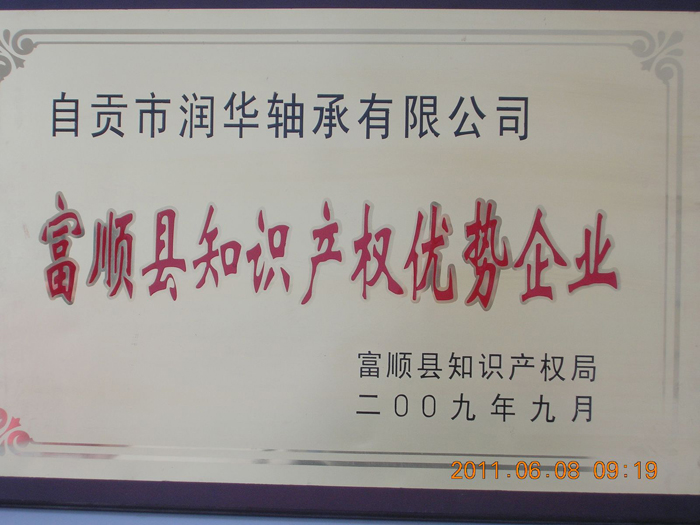 自贡市润华轴承有限公司
富顺县知识产权优势企业
富顺县知识产权局
二００九年九月
2011.06.08 09:19